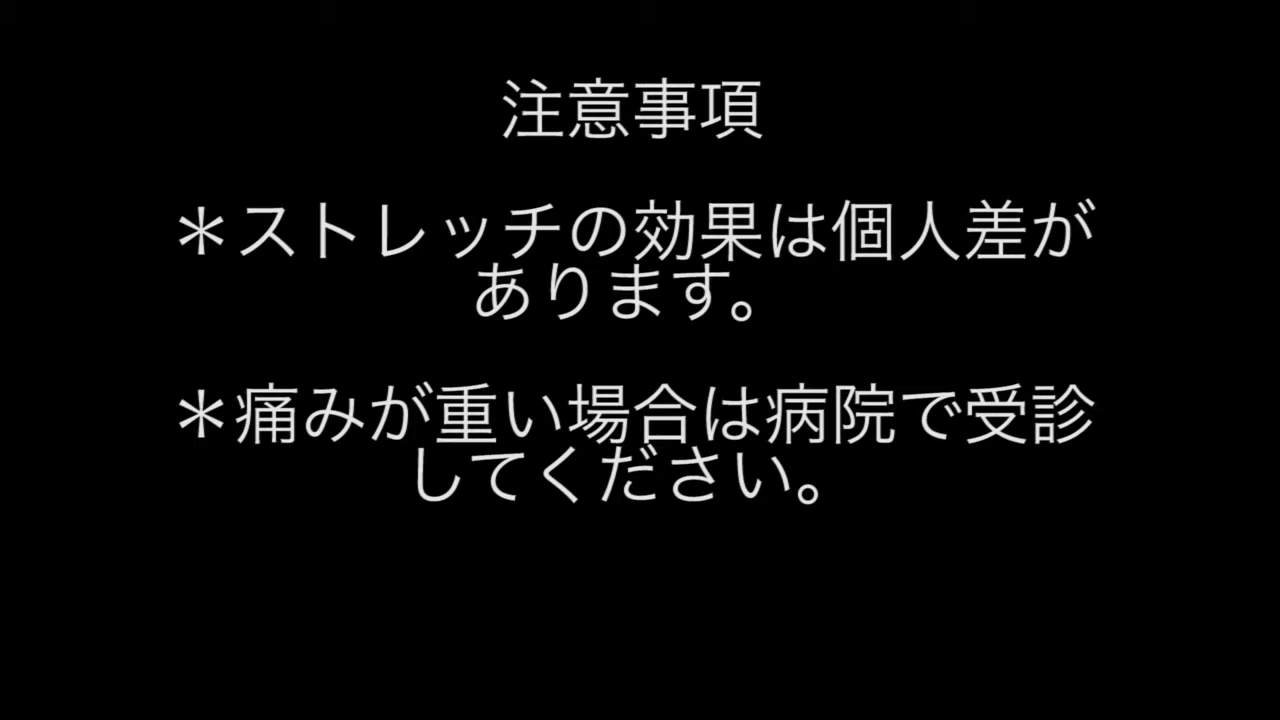 注意事項
＊ストレッチの効果は個人差が
あります。
＊痛みが重い場合は病院で受診
してください。